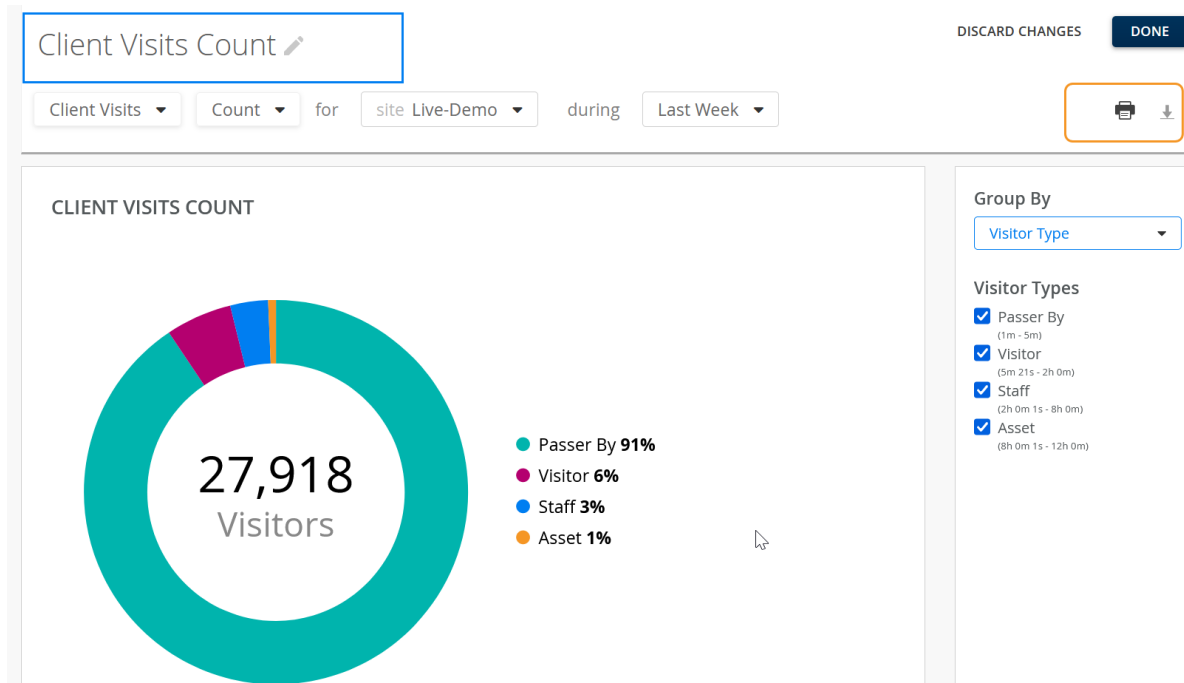 Client Visits Count
DISCARD CHANGES
DONE
Client Visits
Count
for
site Live-Demo
during
Last Week
CLIENT VISITS COUNT
27,918
Visitors
Passer By 91%
Visitor 6%
Staff 3%
Asset 1%
Group By
Visitor Type
Visitor Types
Passer By
(1m - 5m)
Visitor
(5m 21s - 2h 0m)
Staff
(2h 0m 1s - 8h 0m)
Asset
(8h 0m 1s - 12h 0m)